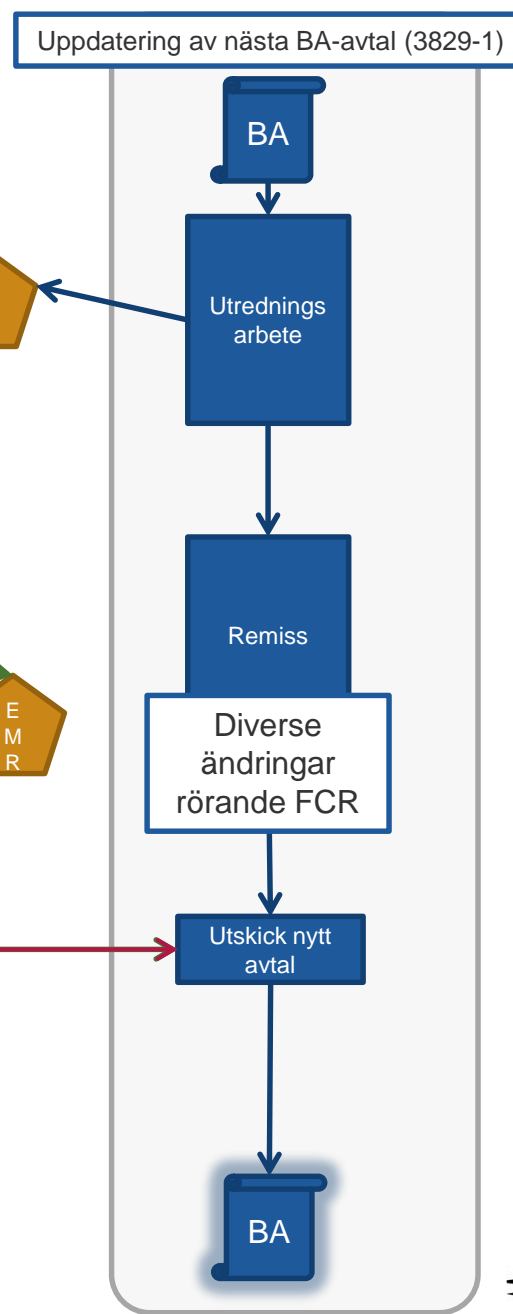 Uppdatering av nästa BA-avtal (3829-1)
BA
Utrednings
arbete
Remiss
E
M
R
Diverse
ändringar
rörande FCR
Utskick nytt
avtal
BA